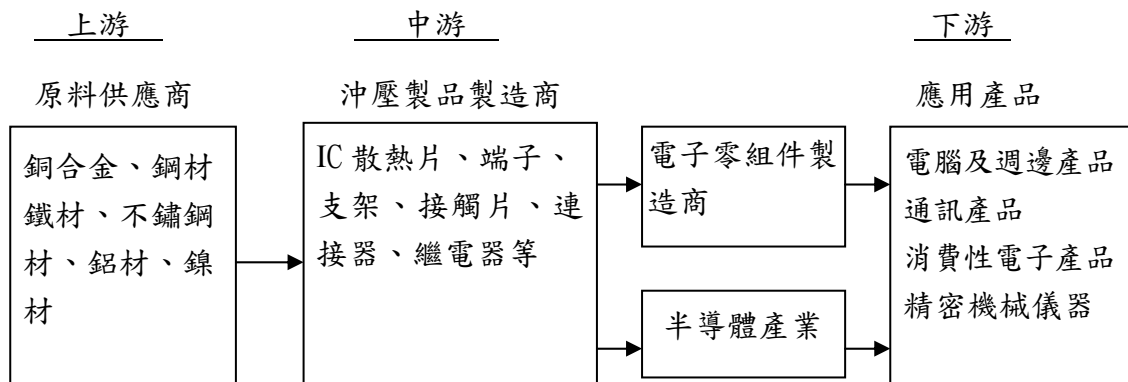 上游
中游
下游
原料供應商
沖壓製品製造商
應用產品
銅合金、鋼材
鐵材、不鏽鋼
材、鋁材、鎳
材
IC 散熱片、端子、
支架、接觸片、連
接器、繼電器等
電子零組件製
造商
半導體產業
電腦及週邊產品
通訊產品
消費性電子產品
精密機械儀器